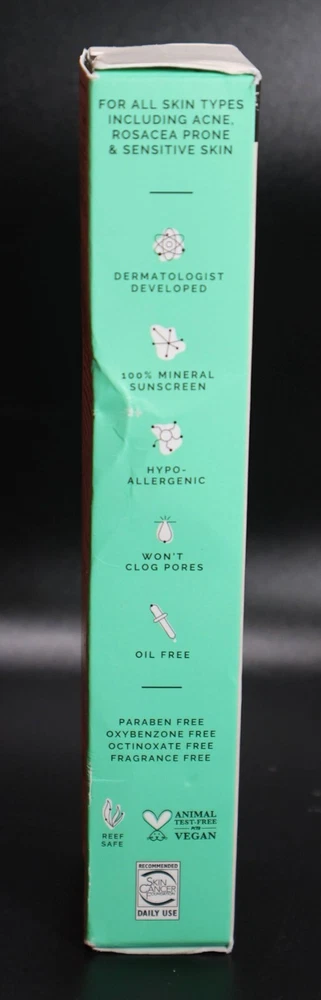 FOR ALL SKIN TYPES
INCLUDING ACNE,
ROSACEA PRONE
& SENSITIVE SKIN
DERMATOLOGIST
DEVELOPED
100% MINERAL
SUNSCREEN
HYPO-
ALLERGENIC
WON'T
CLOG PORES
OIL FREE
PARABEN FREE
OXYBENZONE FREE
OCTINOXATE FREE
FRAGRANCE FREE
REEF
SAFE
ANIMAL
TEST-FREE
VEGAN
RECOMMENDED
SKIN
CANCER
FOUNDATION
DAILY USE